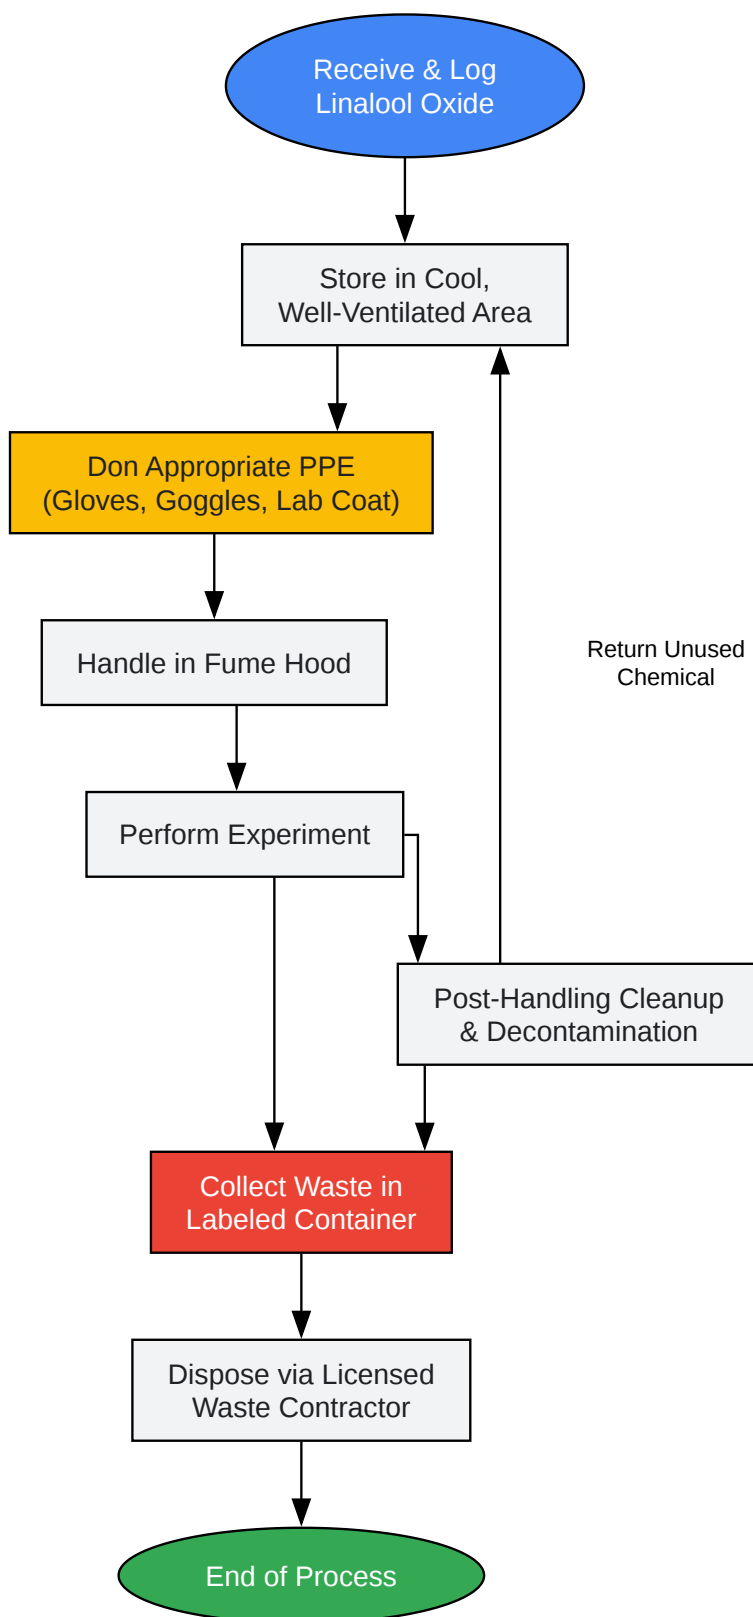 Receive & Log
Linalool Oxide
Store in Cool,
Well-Ventilated Area
Don Appropriate PPE
(Gloves, Goggles, Lab Coat)
Handle in Fume Hood
Return Unused
Chemical
Perform Experiment
Post-Handling Cleanup
& Decontamination
Collect Waste in
Labeled Container
Dispose via Licensed
Waste Contractor
End of Process